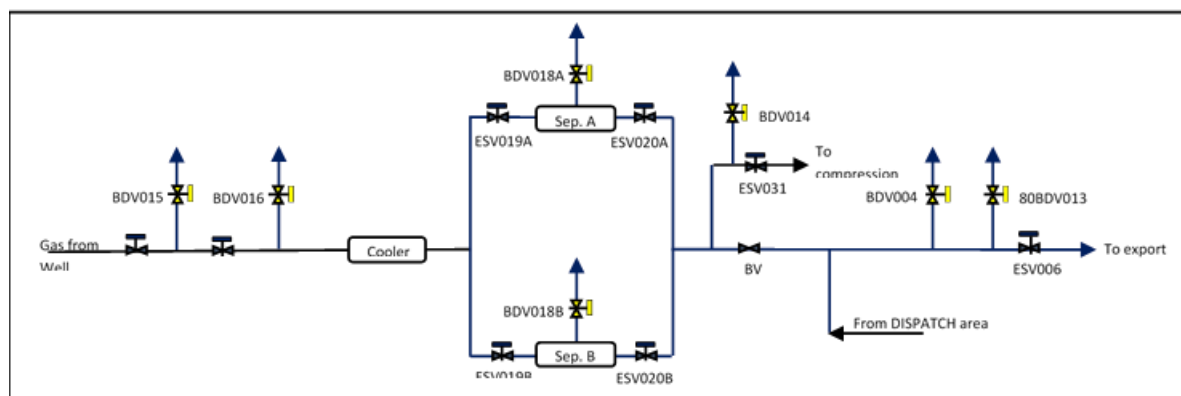 BDV018A
Sep. A
ESV019A
ESV020A
BDV014
To
compression
ESV031
BDV015
BDV016
BDV004
80BDV013
Gas from
Well
Cooler
BV
ESV006
To export
BDV018B
From DISPATCH area
Sep. B
ESV019B
ESV020B